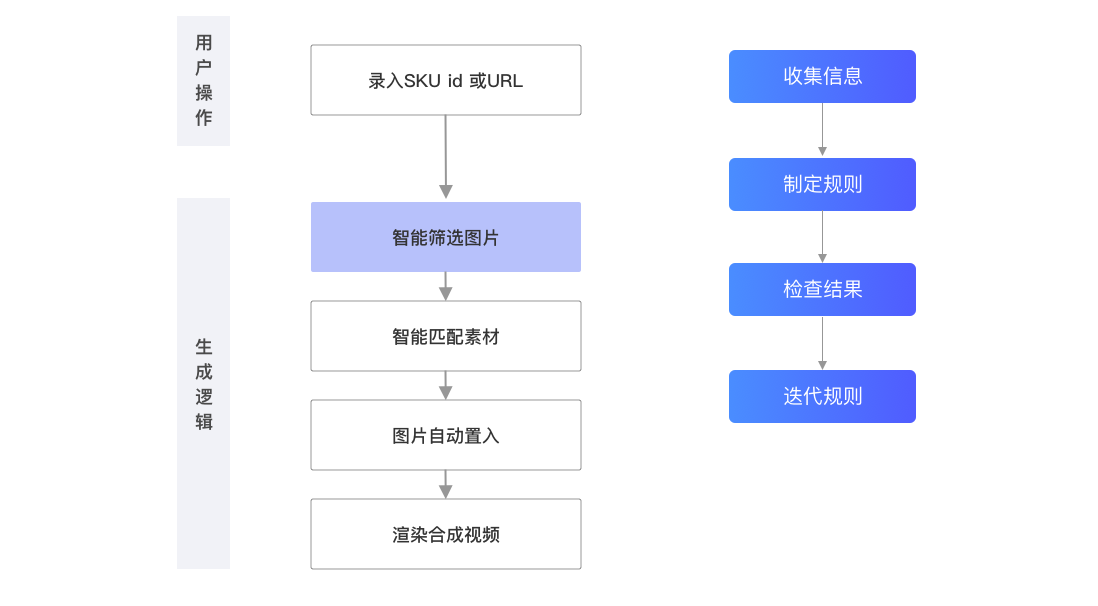 用户操作
录入SKU id 或URL
生成逻辑
智能筛选图片
智能匹配素材
图片自动置入
渲染合成视频
收集信息
制定规则
检查结果
迭代规则